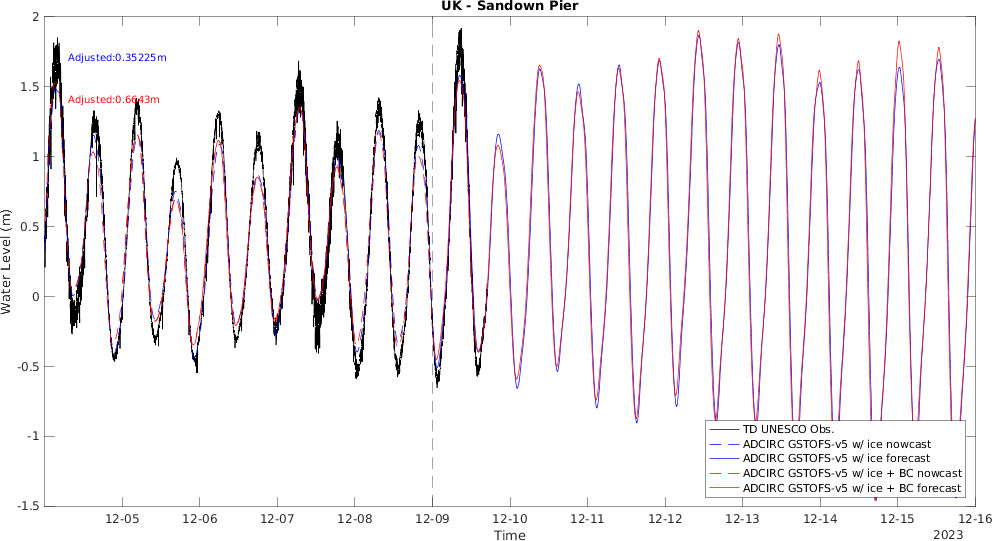 UK - Sandown Pier
2
1.5
1
0.5
0
-0.5
-1
-1.5
Water Level (m)
Adjusted:0.35225m
Adjusted:0.6643m
TD UNESCO Obs.
ADCIRC GSTOFS-v5 w/ ice nowcast
ADCIRC GSTOFS-v5 w/ ice forecast
ADCIRC GSTOFS-v5 w/ ice + BC nowcast
ADCIRC GSTOFS-v5 w/ ice + BC forecast
12-05 12-06 12-07 12-08 12-09 12-10 12-11 12-12 12-13 12-14 12-15 12-16
Time
2023